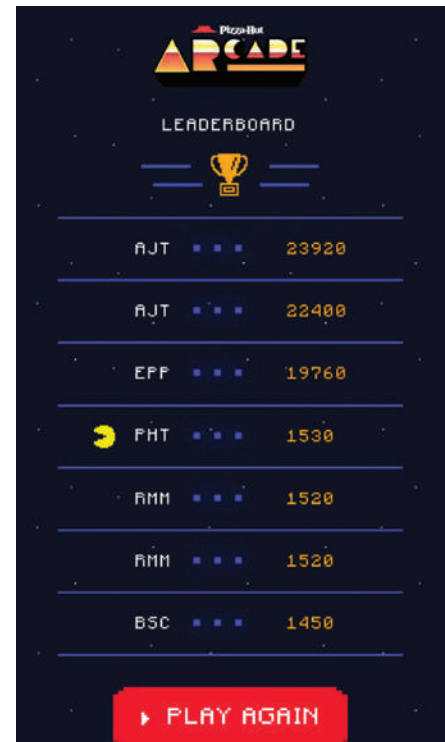 Pizza Hut
ARCADE
LEADERBOARD
AJT 23920
AJT 22400
EPP 19760
PHT 1530
RMM 1520
RMM 1520
BSC 1450
PLAY AGAIN